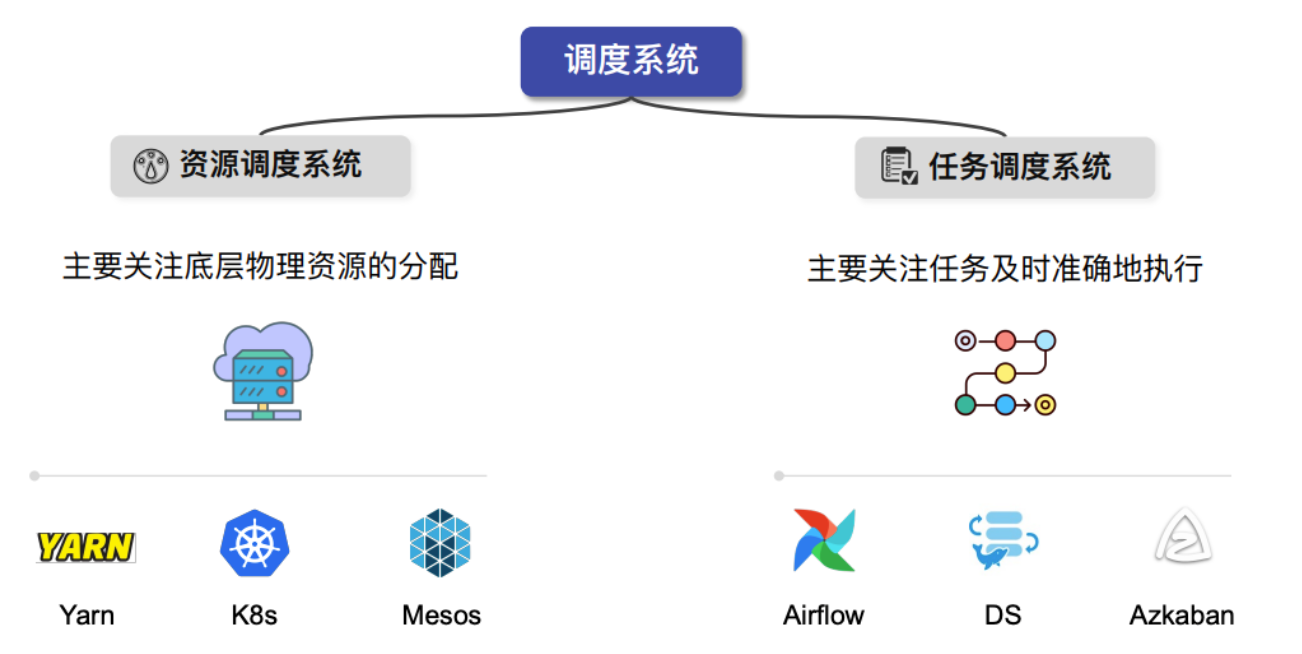 调度系统
资源调度系统
任务调度系统
主要关注底层物理资源的分配
主要关注任务及时准确地执行
YARN
Yarn
K8s
Mesos
Airflow
DS
Azkaban